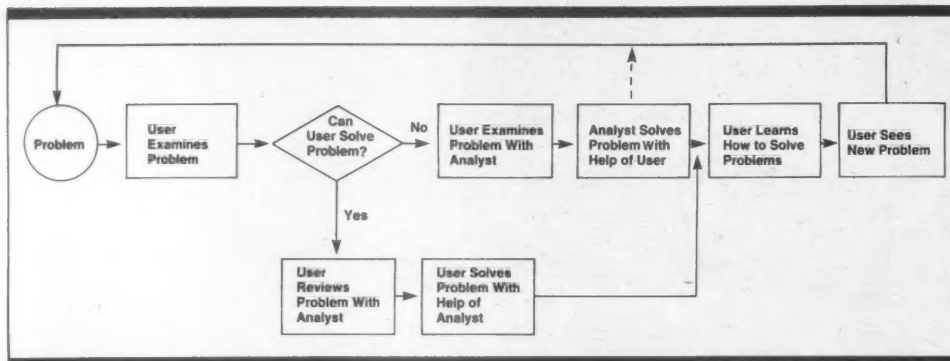 Problem
User
Examines
Problem
Can
User Solve
Problem?
No
User Examines
Problem With
Analyst
Analyst Solves
Problem With
Help of User
User Learns
How to Solve
Problems
User Sees
New Problem
Yes
User
Reviews
Problem With
Analyst
User Solves
Problem With
Help of
Analyst